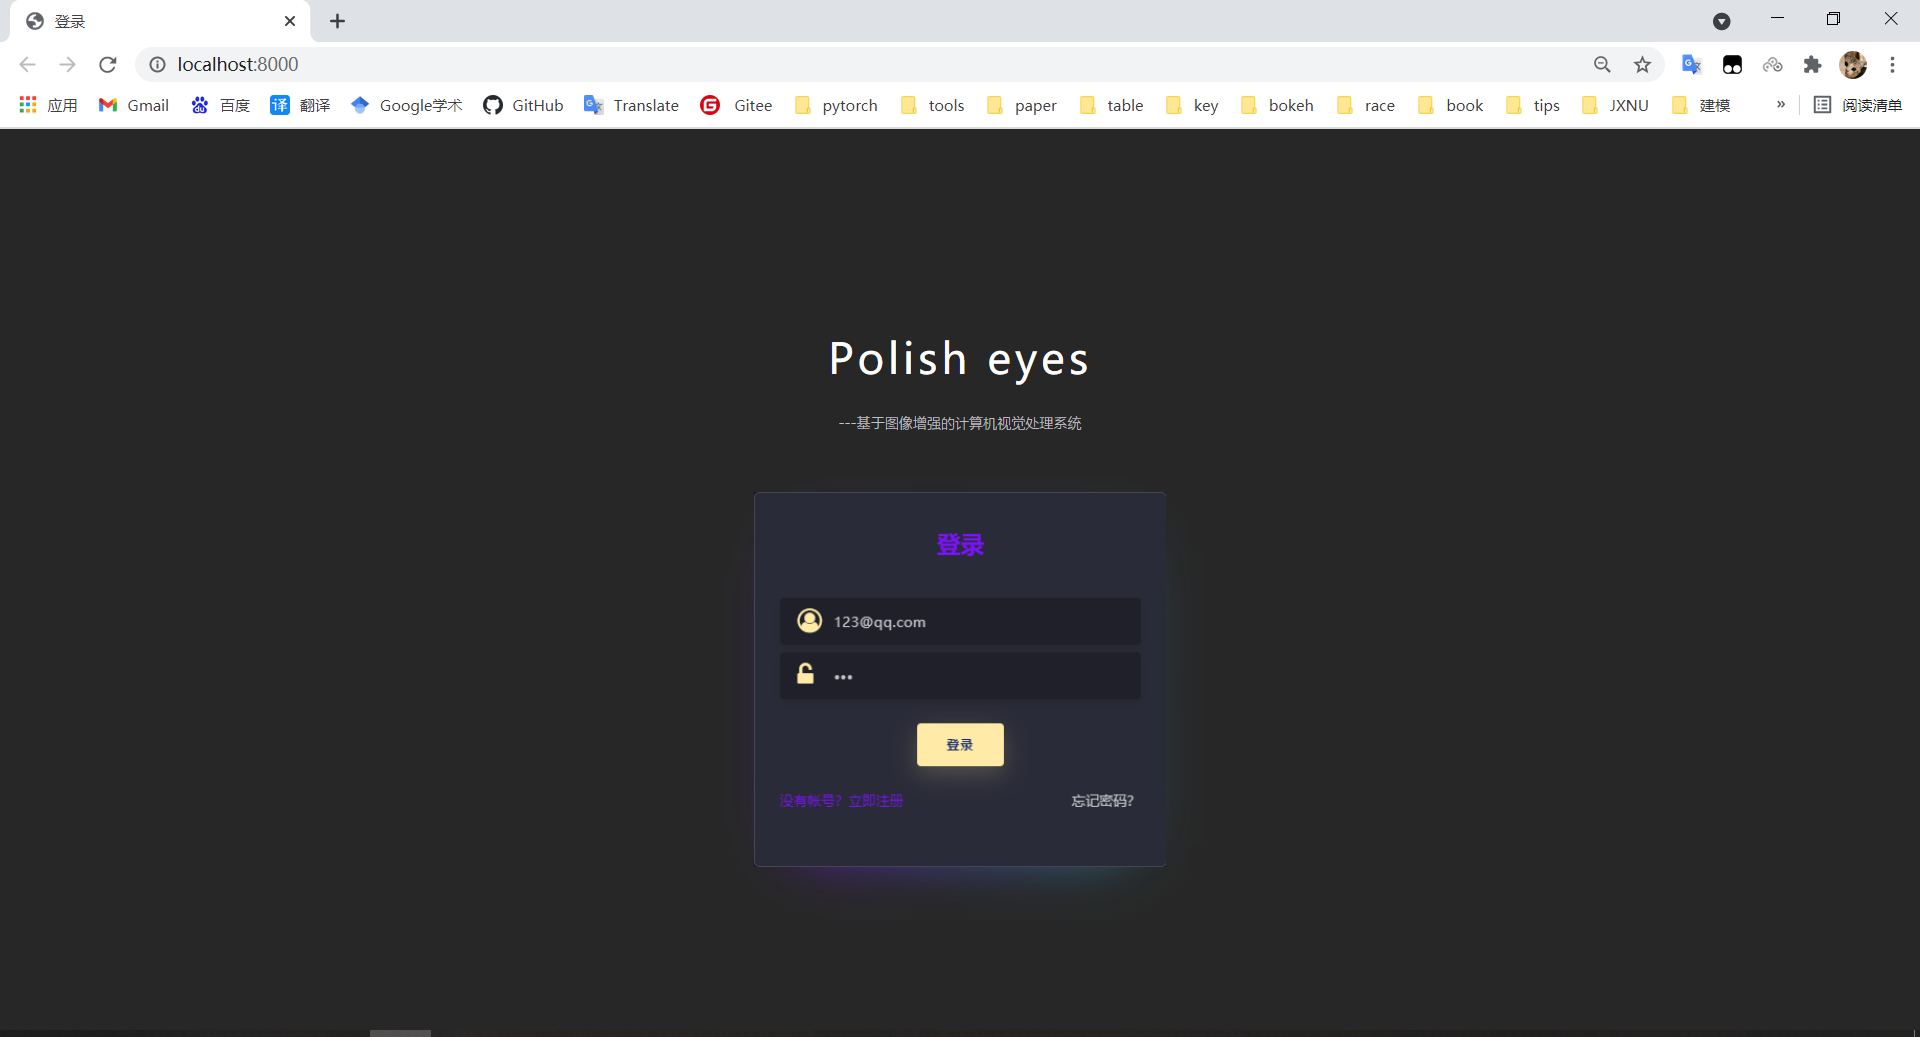 登录
localhost:8000
应用 Gmail 百度 翻译 Google学术 GitHub Translate Gitee pytorch tools paper table key bokeh race book tips JXNU 建模 » 阅读清单
Polish eyes
---基于图像增强的计算机视觉处理系统
登录
123@qq.com
•••
登录
没有帐号? 立即注册 忘记密码?